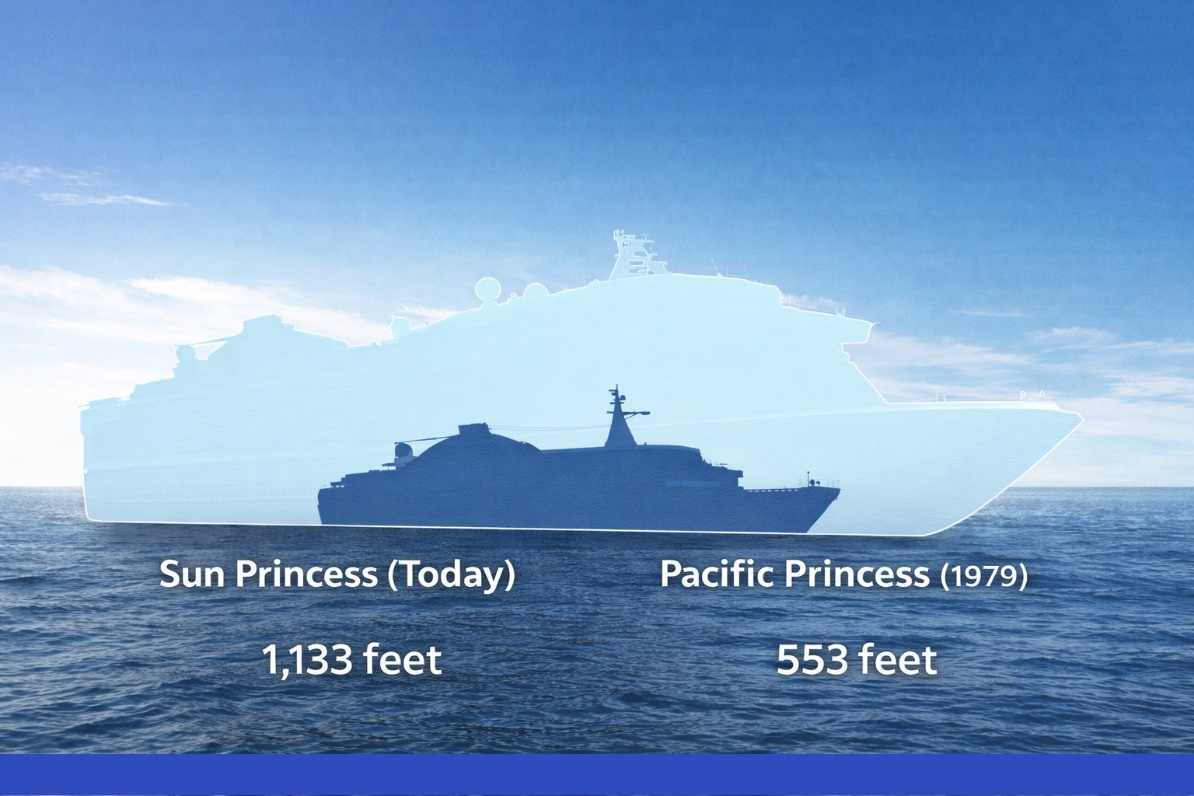 Sun Princess (Today)
Pacific Princess (1979)
1,133 feet
553 feet